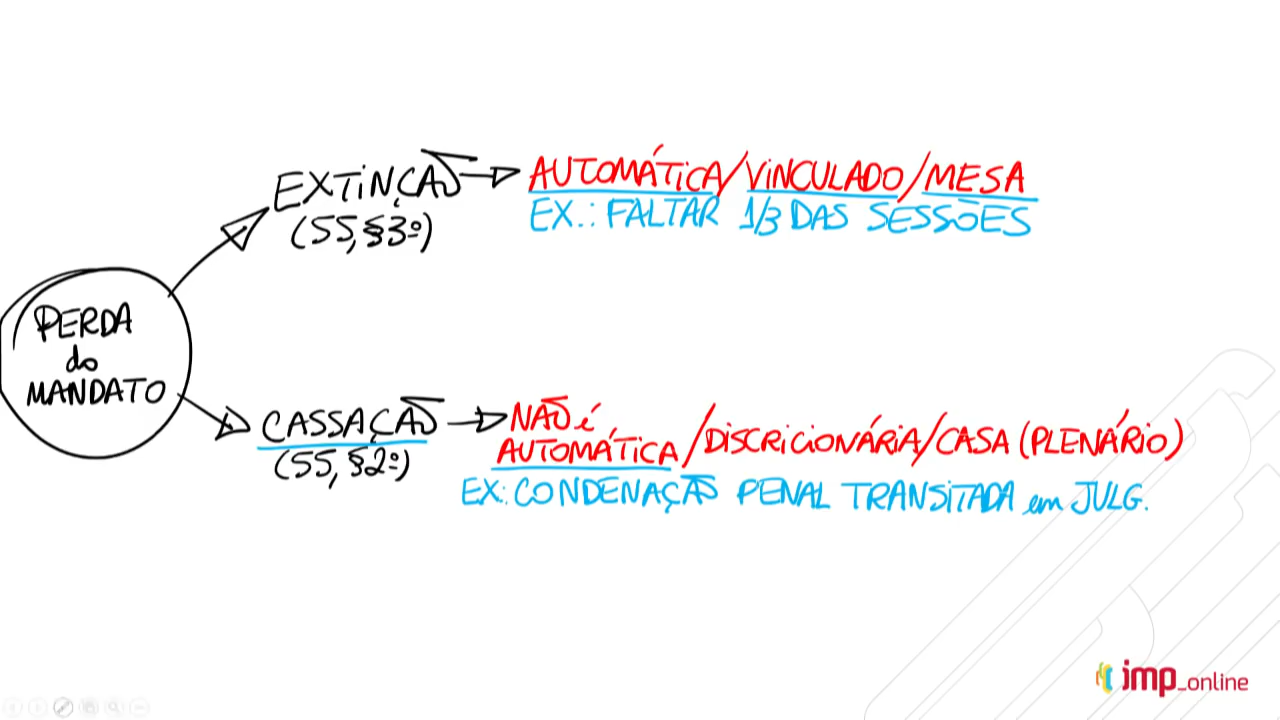 EXTINÇÃO
(55, §3º)
AUTOMÁTICA/VINCULADO/MESA
EX.: FALTAR 1/3 DAS SESSÕES
PERDA
do
MANDATO
CASSAÇÃO
(55, §2º)
NÃO é
AUTOMÁTICA/DISCRICIONÁRIA/CASA (PLENÁRIO)
EX: CONDENAÇÃO PENAL TRANSITADA em JULG.
imp_online